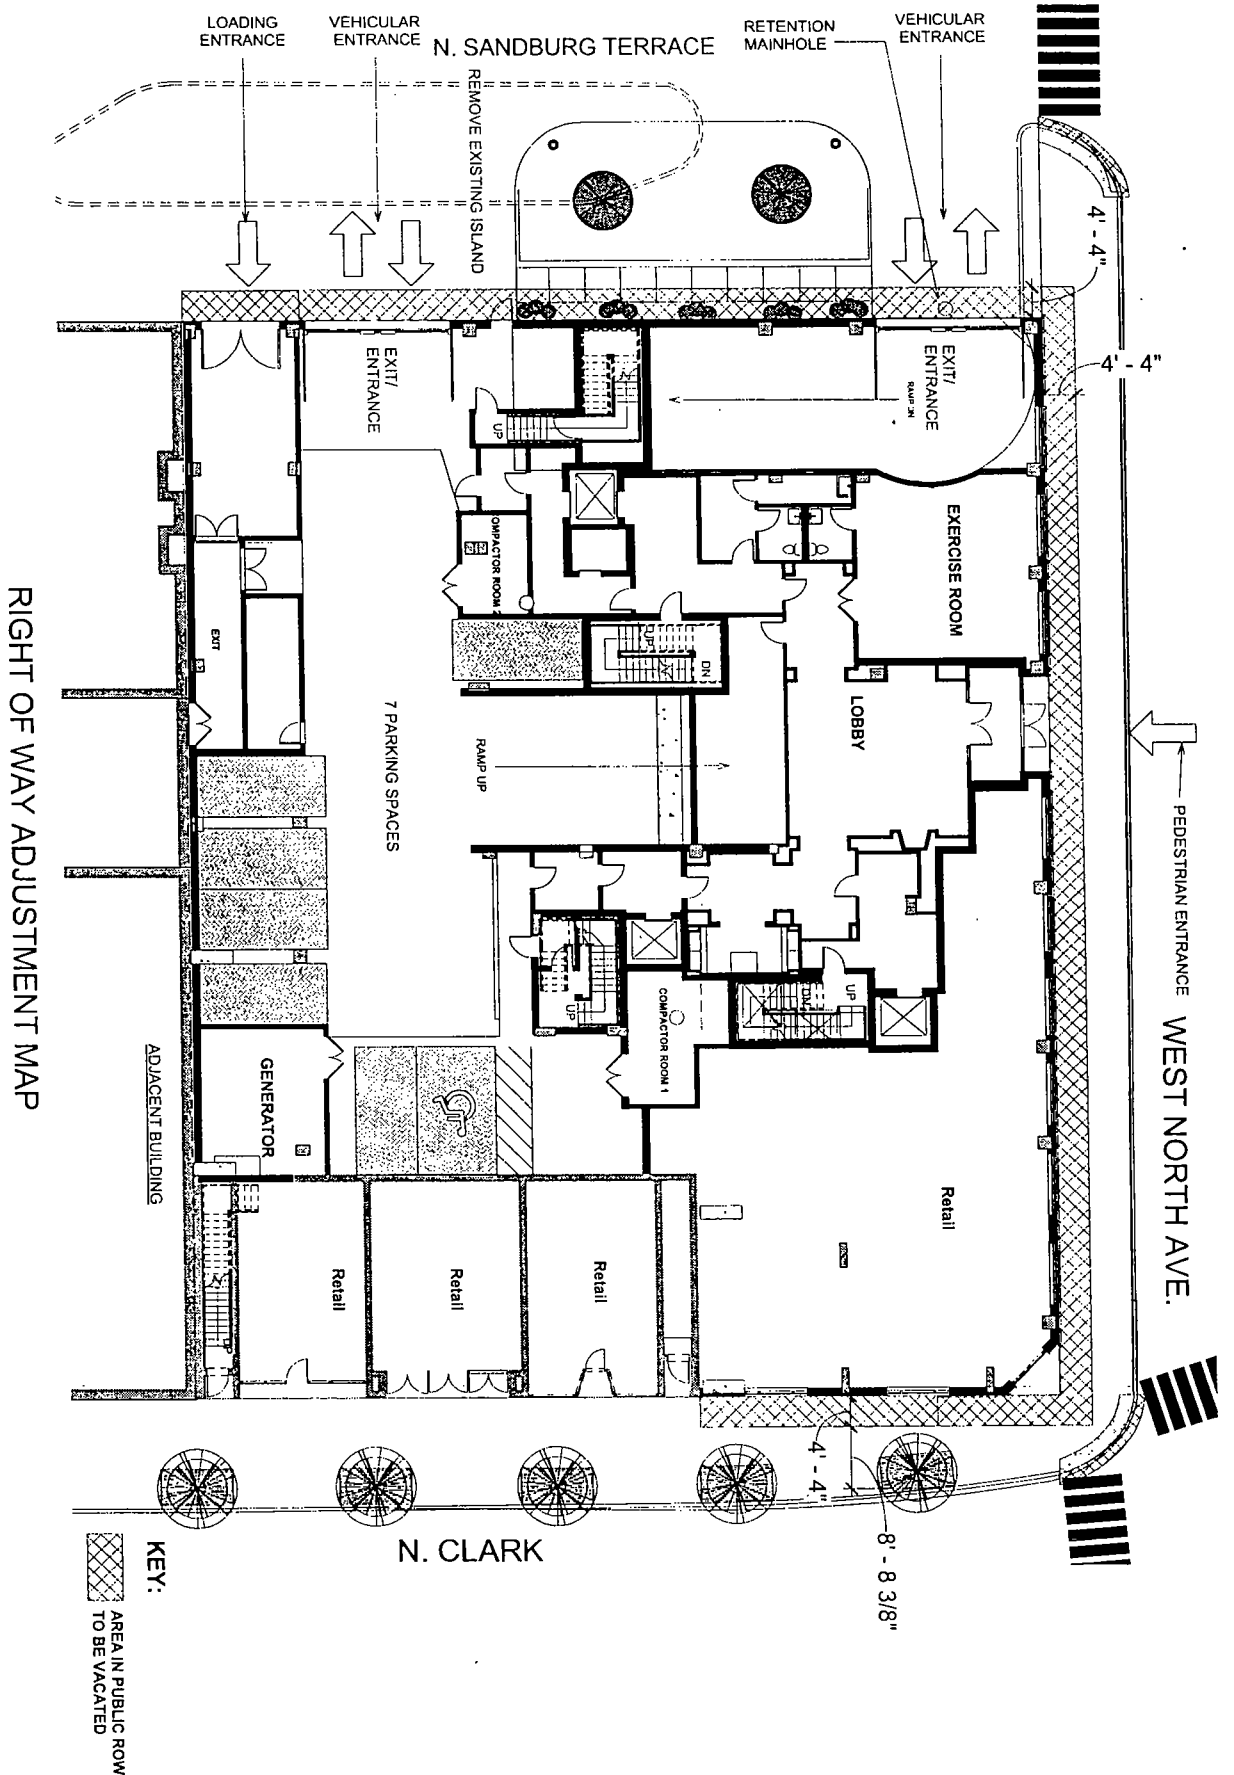 LOADING
ENTRANCE
VEHICULAR
ENTRANCE
N. SANDBURG TERRACE
RETENTION
MAINHOLE
VEHICULAR
ENTRANCE
REMOVE EXISTING ISLAND
4' - 4"
4' - 4"
EXIT/
ENTRANCE
EXIT/
ENTRANCE
RAMP DN
UP
OMPACTOR ROOM 2
EXERCISE ROOM
EXIT
UP
DN
LOBBY
7 PARKING SPACES
RAMP UP
PEDESTRIAN ENTRANCE
WEST NORTH AVE.
UP
COMPACTOR ROOM 1
DN
UP
GENERATOR
ADJACENT BUILDING
RIGHT OF WAY ADJUSTMENT MAP
Retail
Retail
Retail
Retail
UP
4' - 4"
8' - 8 3/8"
N. CLARK
KEY:
AREA IN PUBLIC ROW
TO BE VACATED